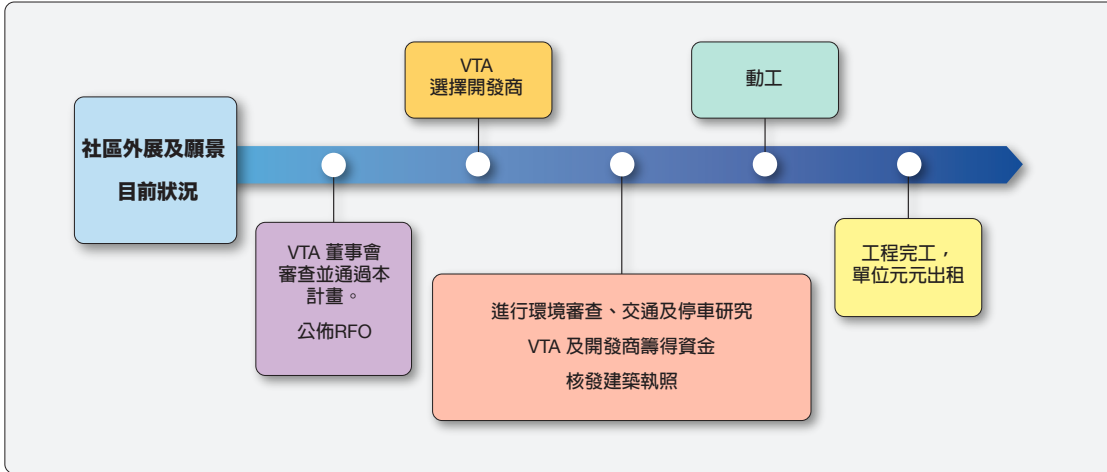 社區外展及願景
目前狀況
VTA 董事會
審查並通過本
計畫。
公佈RFO
VTA
選擇開發商
進行環境審查、交通及停車研究
VTA 及開發商籌得資金
核發建築執照
動工
工程完工，
單位元元出租